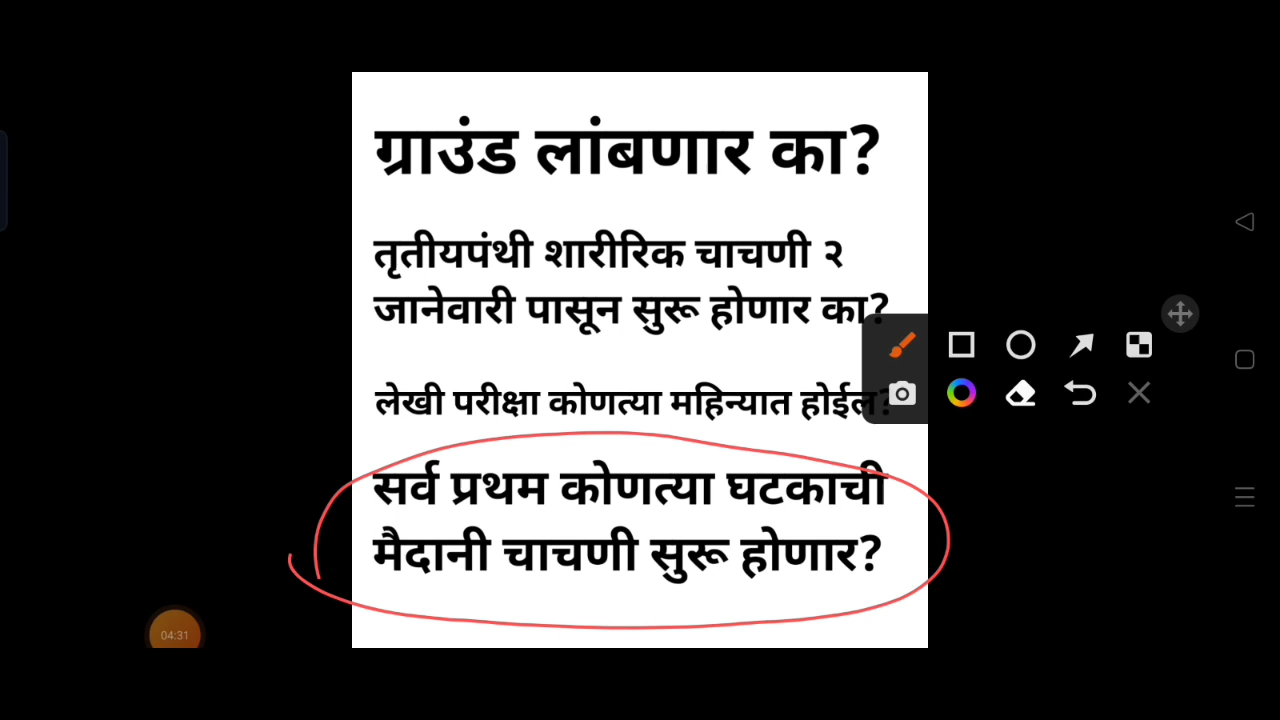 ग्राउंड लांबणार का?
तृतीयपंथी शारीरिक चाचणी २
जानेवारी पासून सुरू होणार का?
लेखी परीक्षा कोणत्या महिन्यात होईल?
सर्व प्रथम कोणत्या घटकाची
मैदानी चाचणी सुरू होणार?
04:31